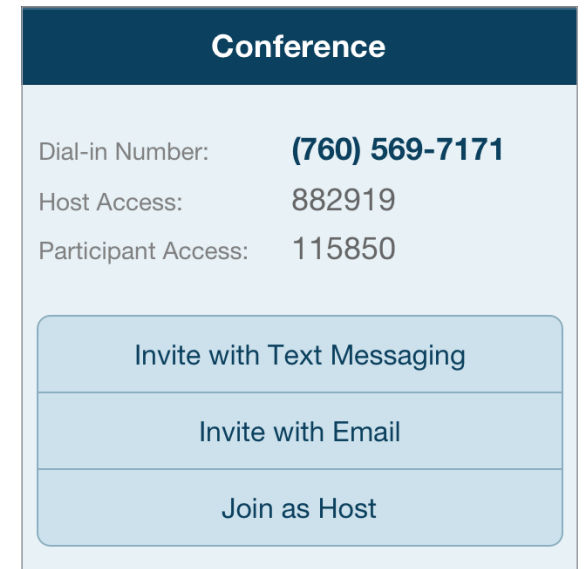 Conference
Dial-in Number: (760) 569-7171
Host Access: 882919
Participant Access: 115850
Invite with Text Messaging
Invite with Email
Join as Host